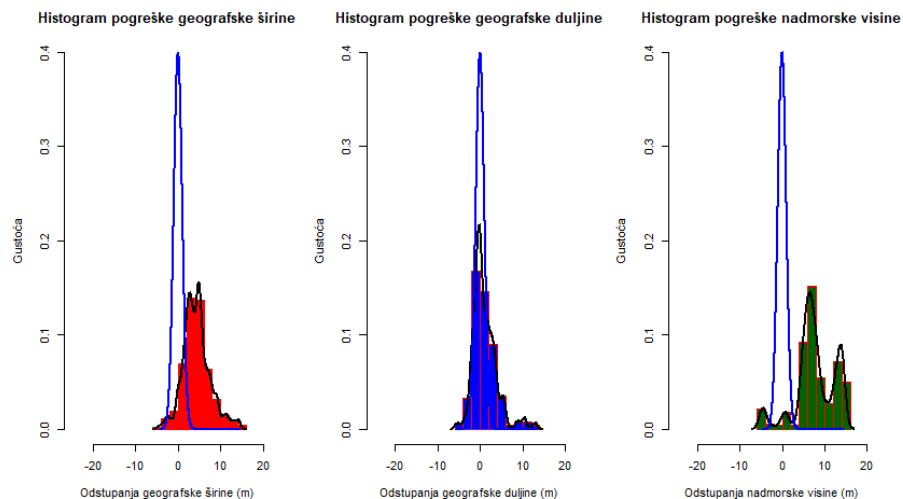 Histogram pogreške geografske širine
Gustoća
0.4
0.3
0.2
0.1
0.0
-20 -10 0 10 20
Odstupanja geografske širine (m)
Histogram pogreške geografske duljine
Gustoća
0.4
0.3
0.2
0.1
0.0
-20 -10 0 10 20
Odstupanja geografske duljine (m)
Histogram pogreške nadmorske visine
Gustoća
0.4
0.3
0.2
0.1
0.0
-20 -10 0 10 20
Odstupanja nadmorske visine (m)